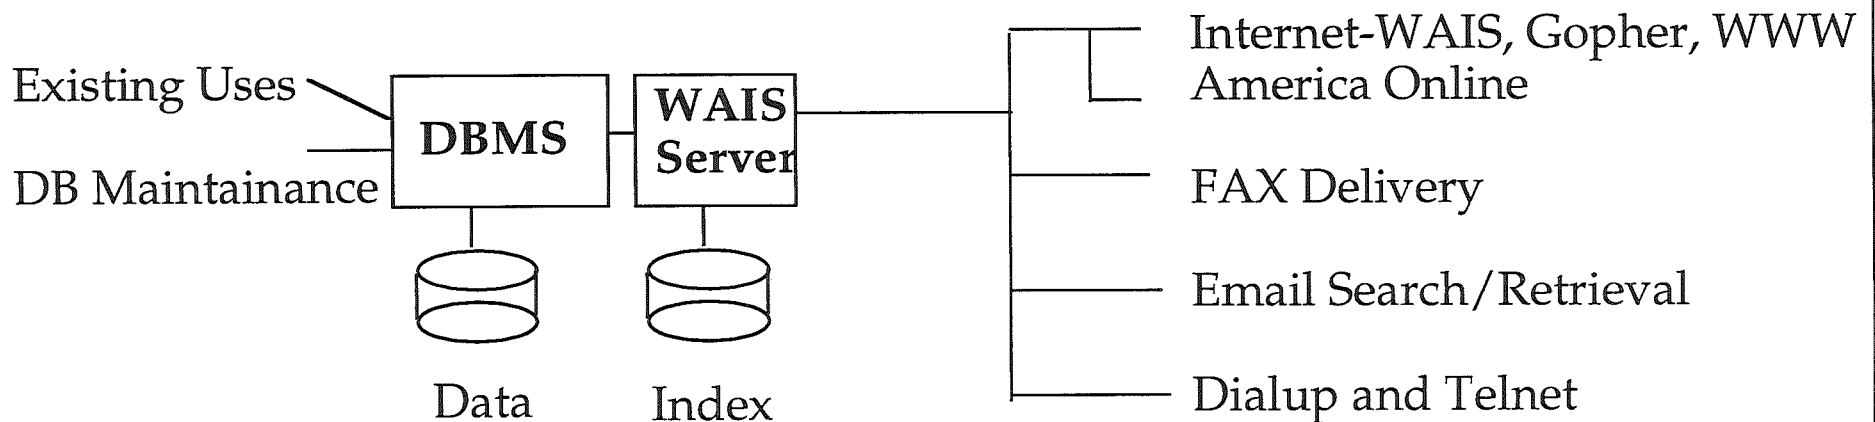 Existing Uses
DB Maintainance
DBMS
WAIS
Server
Data
Index
Internet-WAIS, Gopher, WWW
America Online
FAX Delivery
Email Search/Retrieval
Dialup and Telnet